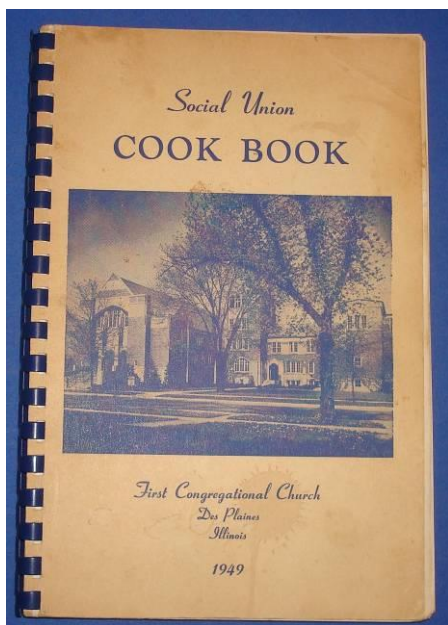 Social Union
COOK BOOK
First Congregational Church
Des Plaines
Illinois
1949